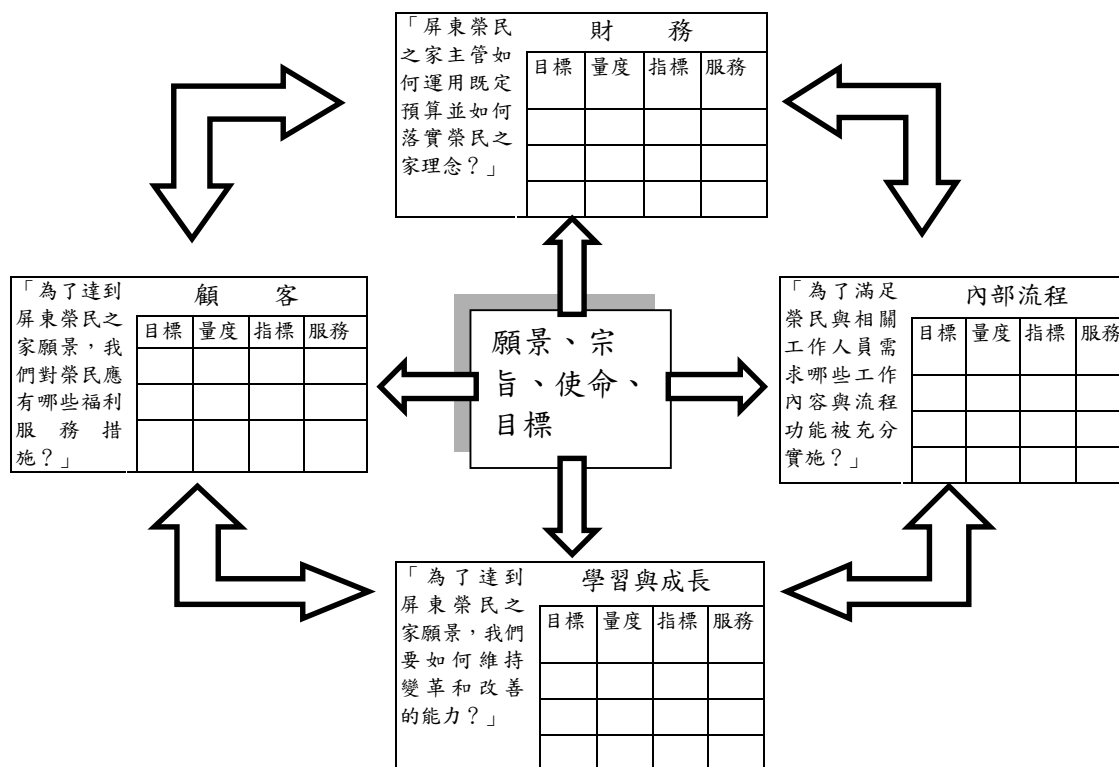 「屏東榮民
之家主管如
何運用既定
預算並如何
落實榮民之
家理念？」
財 務
目標 量度 指標 服務
「為了達到
屏東榮民之
家願景，我
們對榮民應
有哪些福利
服務措
施？」
顧 客
目標 量度 指標 服務
願景、宗
旨、使命、
目標
「為了滿足
榮民與相關
工作人員需
求哪些工作
內容與流程
功能被充分
實施？」
內部流程
目標 量度 指標 服務
「為了達到
屏東榮民之
家願景，我們
要如何維持
變革和改善
的能力？」
學習與成長
目標 量度 指標 服務